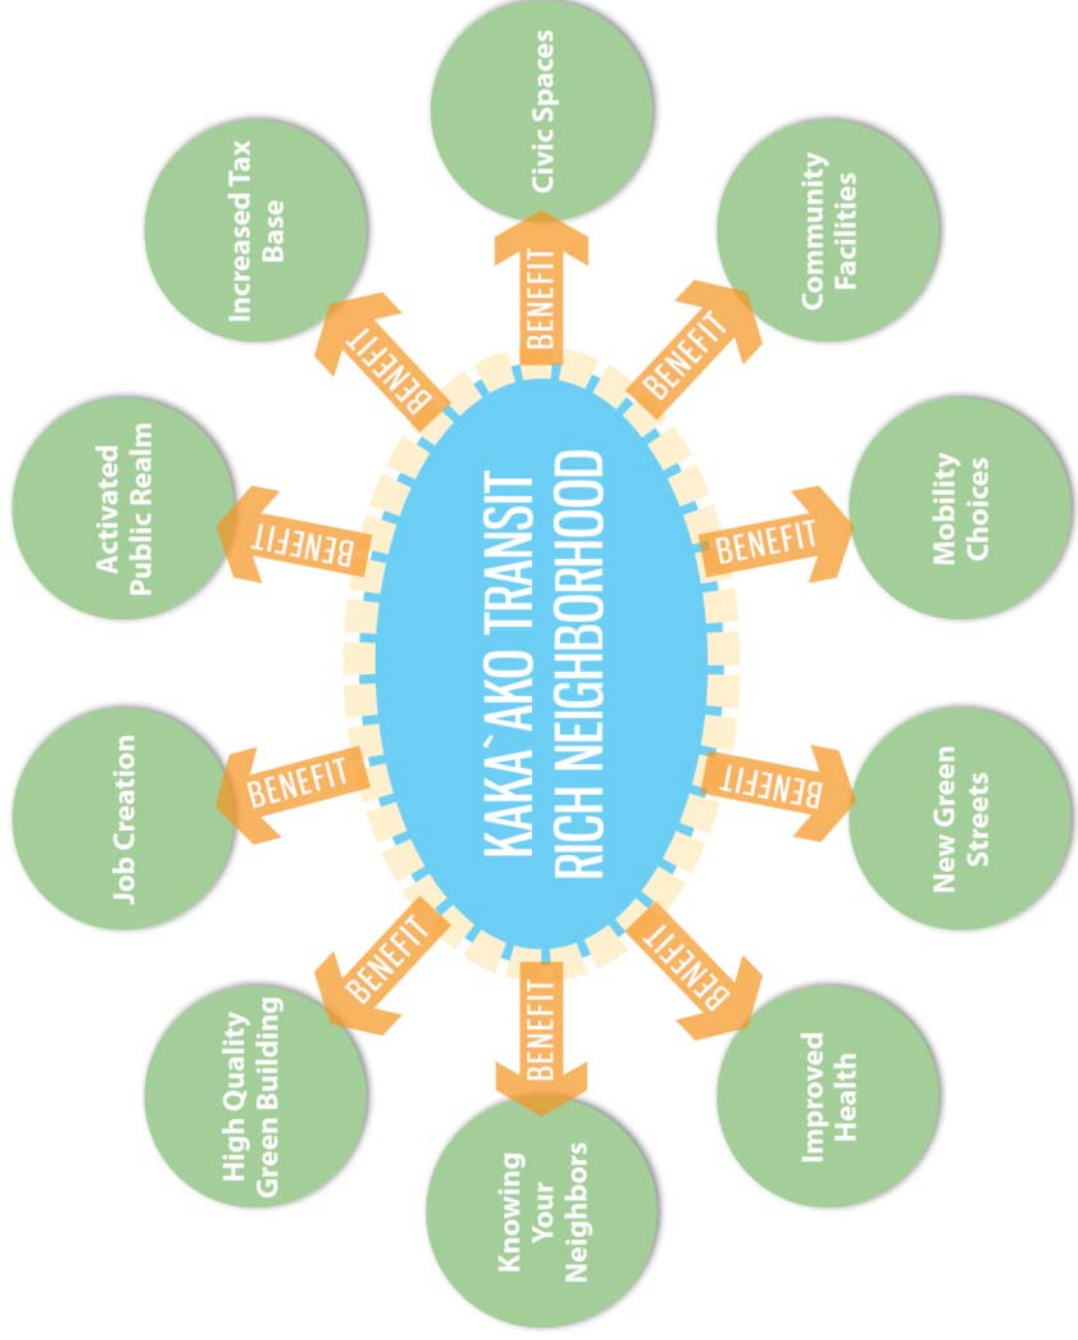 Job Creation
Activated
Public Realm
High Quality
Green Building
Increased Tax
Base
BENEFIT
BENEFIT
BENEFIT
BENEFIT
Knowing
Your
Neighbors
BENEFIT
KAKA`AKO TRANSIT
RICH NEIGHBORHOOD
BENEFIT
Civic Spaces
BENEFIT
BENEFIT
BENEFIT
BENEFIT
Improved
Health
Community
Facilities
New Green
Streets
Mobility
Choices